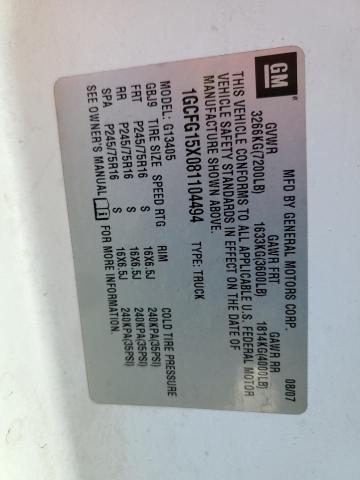 GM
MFD BY GENERAL MOTORS CORP. 08/07
GVWR GAWR FRT GAWR RR
3266KG(7200LB) 1633KG(3600LB) 1814KG(4000LB)
THIS VEHICLE CONFORMS TO ALL APPLICABLE U.S. FEDERAL MOTOR
VEHICLE SAFETY STANDARDS IN EFFECT ON THE DATE OF
MANUFACTURE SHOWN ABOVE.
1GCFG15X081104494 TYPE: TRUCK
MODEL: G13405
GBJ9 TIRE SIZE SPEED RTG RIM COLD TIRE PRESSURE
FRT P245/75R16 S 16X6.5J 240KPA(35PSI)
RR P245/75R16 S 16X6.5J 240KPA(35PSI)
SPA P245/75R16 S 16X6.5J 240KPA(35PSI)
SEE OWNER'S MANUAL FOR MORE INFORMATION.